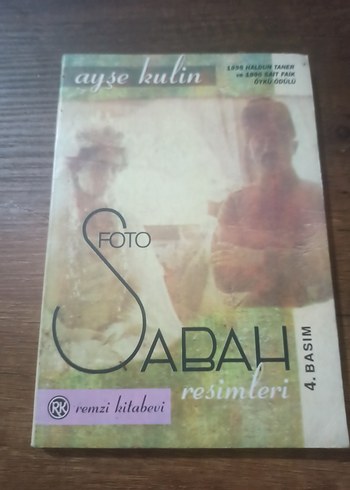 ayşe kulin
1995 HALDUN TANER
ve 1996 SAİT FAİK
ÖYKÜ ÖDÜLÜ
FOTO
SABAH
resimleri
4. BASIM
RK remzi kitabevi